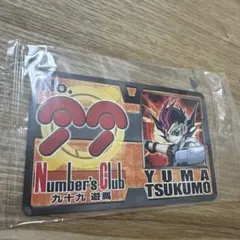 No.
99
Number's Club
九十九 遊馬
YUMA
TSUKUMO